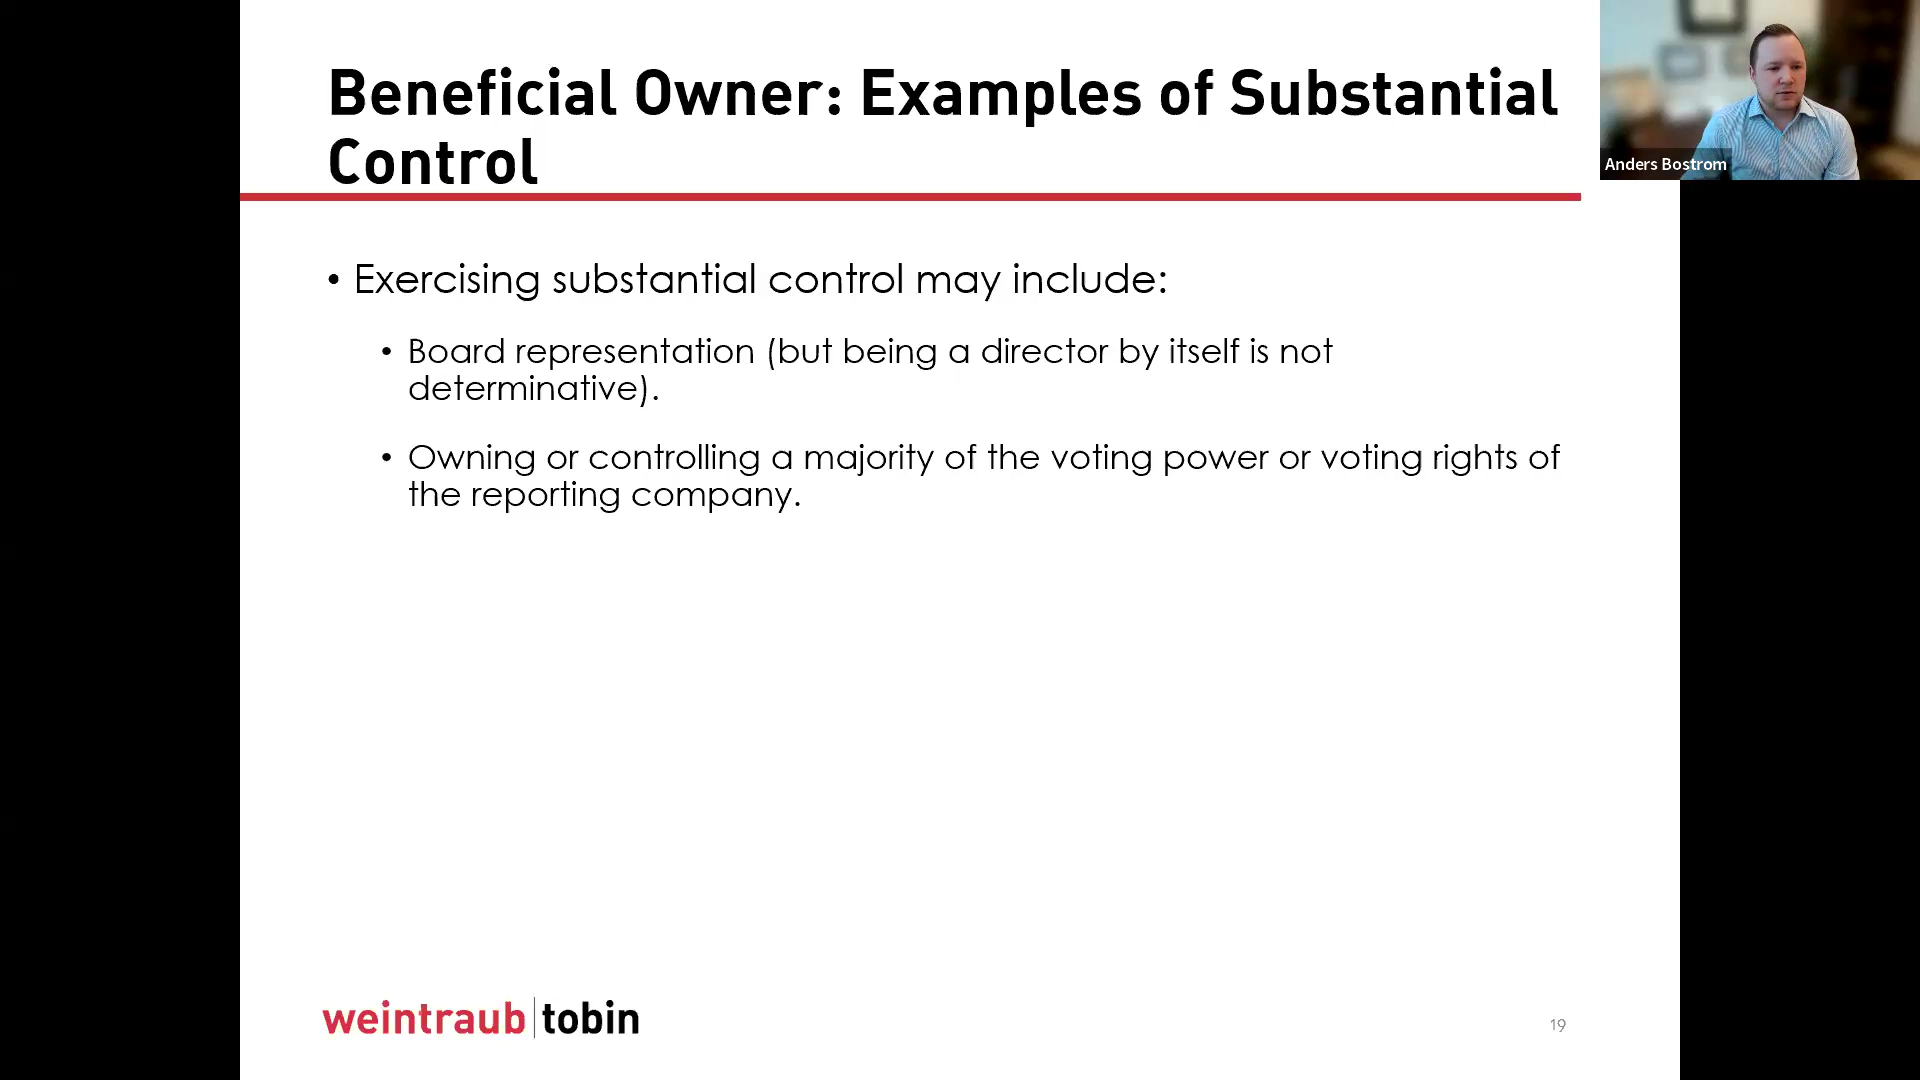 Beneficial Owner: Examples of Substantial
Control
Anders Bostrom
• Exercising substantial control may include:
• Board representation (but being a director by itself is not
determinative).
• Owning or controlling a majority of the voting power or voting rights of
the reporting company.
weintraub|tobin
19